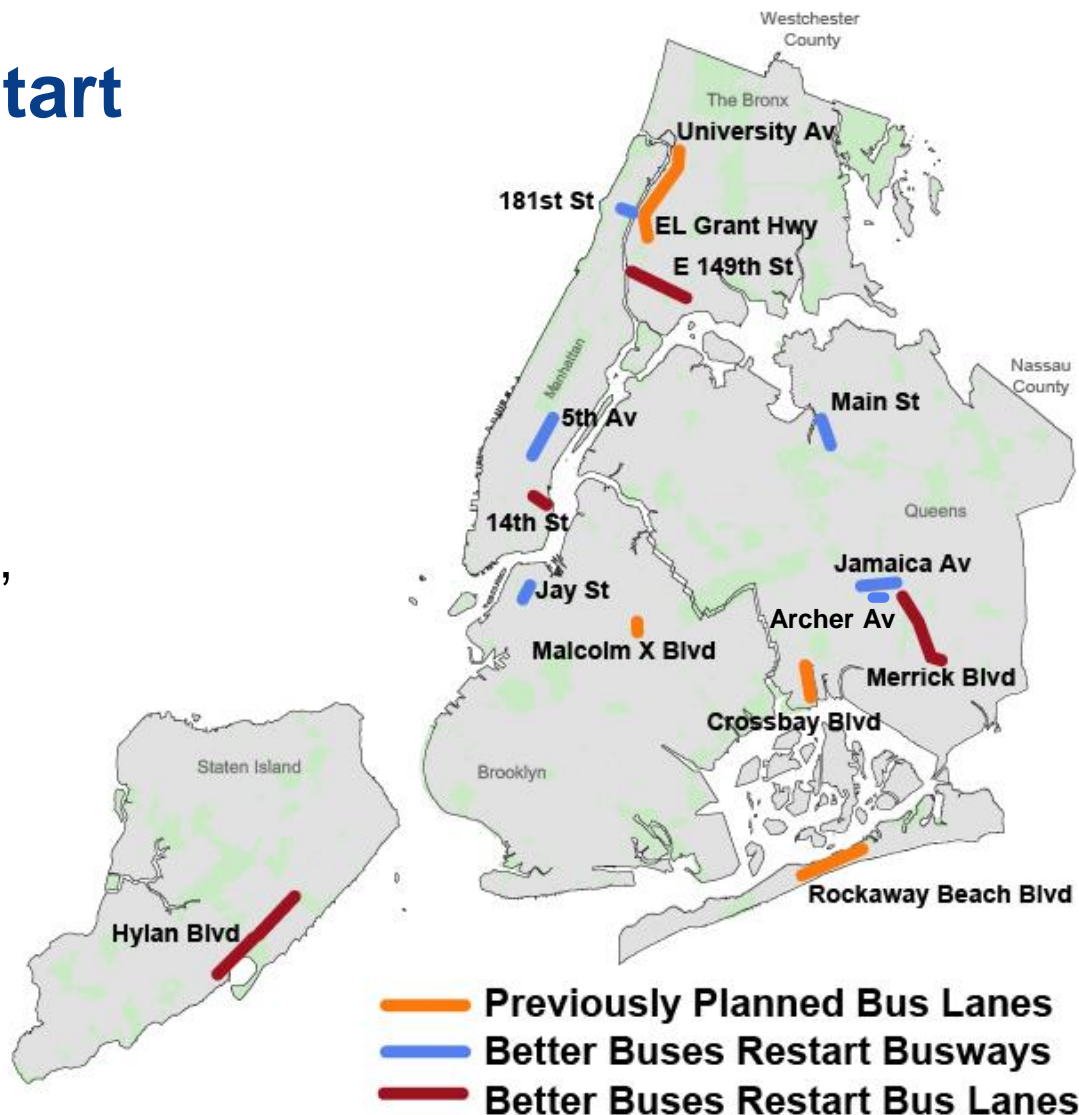 tart
Westchester
County
The Bronx
University Av
181st St
EL Grant Hwy
E 149th St
Manhattan
Nassau
County
Main St
5th Av
Queens
14th St
,
Jamaica Av
Jay St
Archer Av
Malcolm X Blvd
Merrick Blvd
Crossbay Blvd
Staten Island
Brooklyn
Rockaway Beach Blvd
Hylan Blvd
Previously Planned Bus Lanes
Better Buses Restart Busways
Better Buses Restart Bus Lanes